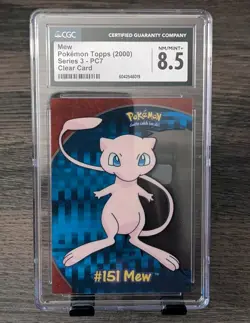 CGC
CERTIFIED GUARANTY COMPANY
Mew
Pokémon Topps (2000)
Series 3 - PC7
Clear Card
NM/MINT+
8.5
POKéMON
#151 Mew